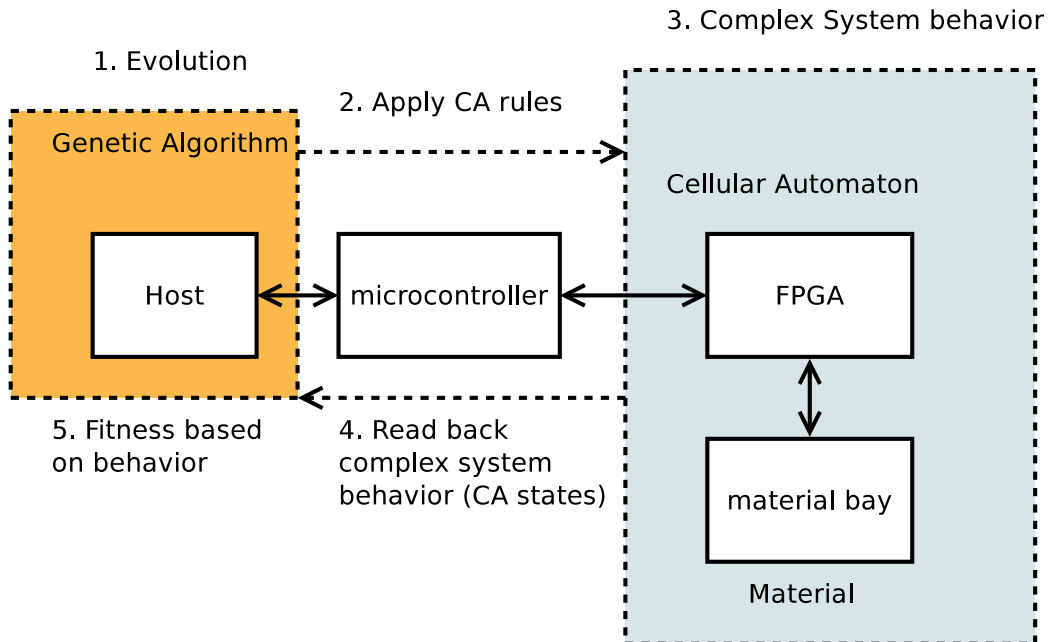 3. Complex System behavior
1. Evolution
2. Apply CA rules
Genetic Algorithm
Cellular Automaton
Host
microcontroller
FPGA
5. Fitness based
on behavior
4. Read back
complex system
behavior (CA states)
material bay
Material